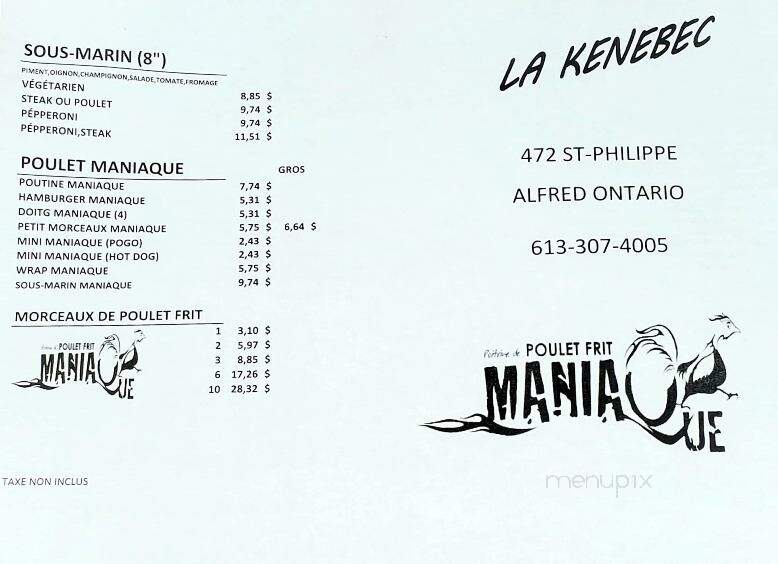 SOUS-MARIN (8")
PIMENT,OIGNON,CHAMPIGNON,SALADE,TOMATE,FROMAGE
VÉGÉTARIEN 8,85 $
STEAK OU POULET 9,74 $
PÉPPERONI 9,74 $
PÉPPERONI,STEAK 11,51 $
POULET MANIAQUE GROS
POUTINE MANIAQUE 7,74 $
HAMBURGER MANIAQUE 5,31 $
DOITG MANIAQUE (4) 5,31 $
PETIT MORCEAUX MANIAQUE 5,75 $ 6,64 $
MINI MANIAQUE (POGO) 2,43 $
MINI MANIAQUE (HOT DOG) 2,43 $
WRAP MANIAQUE 5,75 $
SOUS-MARIN MANIAQUE 9,74 $
MORCEAUX DE POULET FRIT
1 3,10 $
2 5,97 $
3 8,85 $
6 17,26 $
10 28,32 $
Poitrine de POULET FRIT
MANIAQUE
TAXE NON INCLUS
LA KENEBEC
472 ST-PHILIPPE
ALFRED ONTARIO
613-307-4005
Poitrine de POULET FRIT
MANIAQUE
menupix